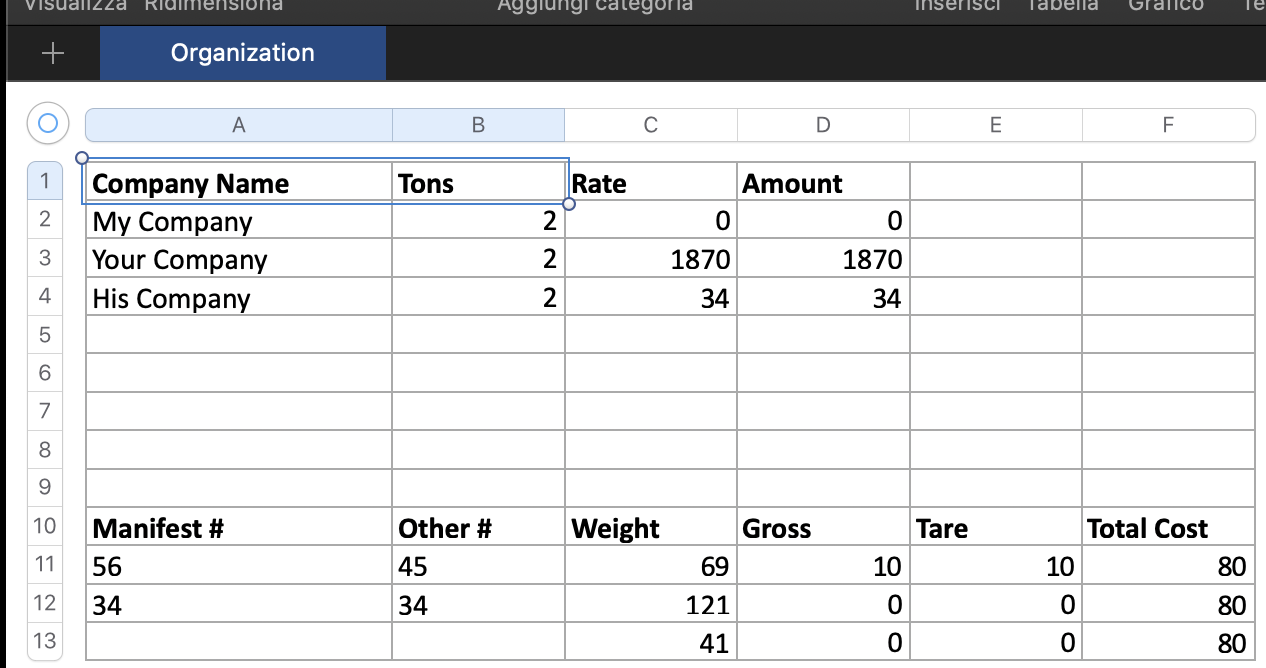 Visualizza Ridimensiona Aggiungi categoria Inserisci Tabella Grafico
Organization
A B C D E F
1 Company Name Tons Rate Amount
2 My Company 2 0 0
3 Your Company 2 1870 1870
4 His Company 2 34 34
5
6
7
8
9
10 Manifest # Other # Weight Gross Tare Total Cost
11 56 45 69 10 10 80
12 34 34 121 0 0 80
13 41 0 0 80